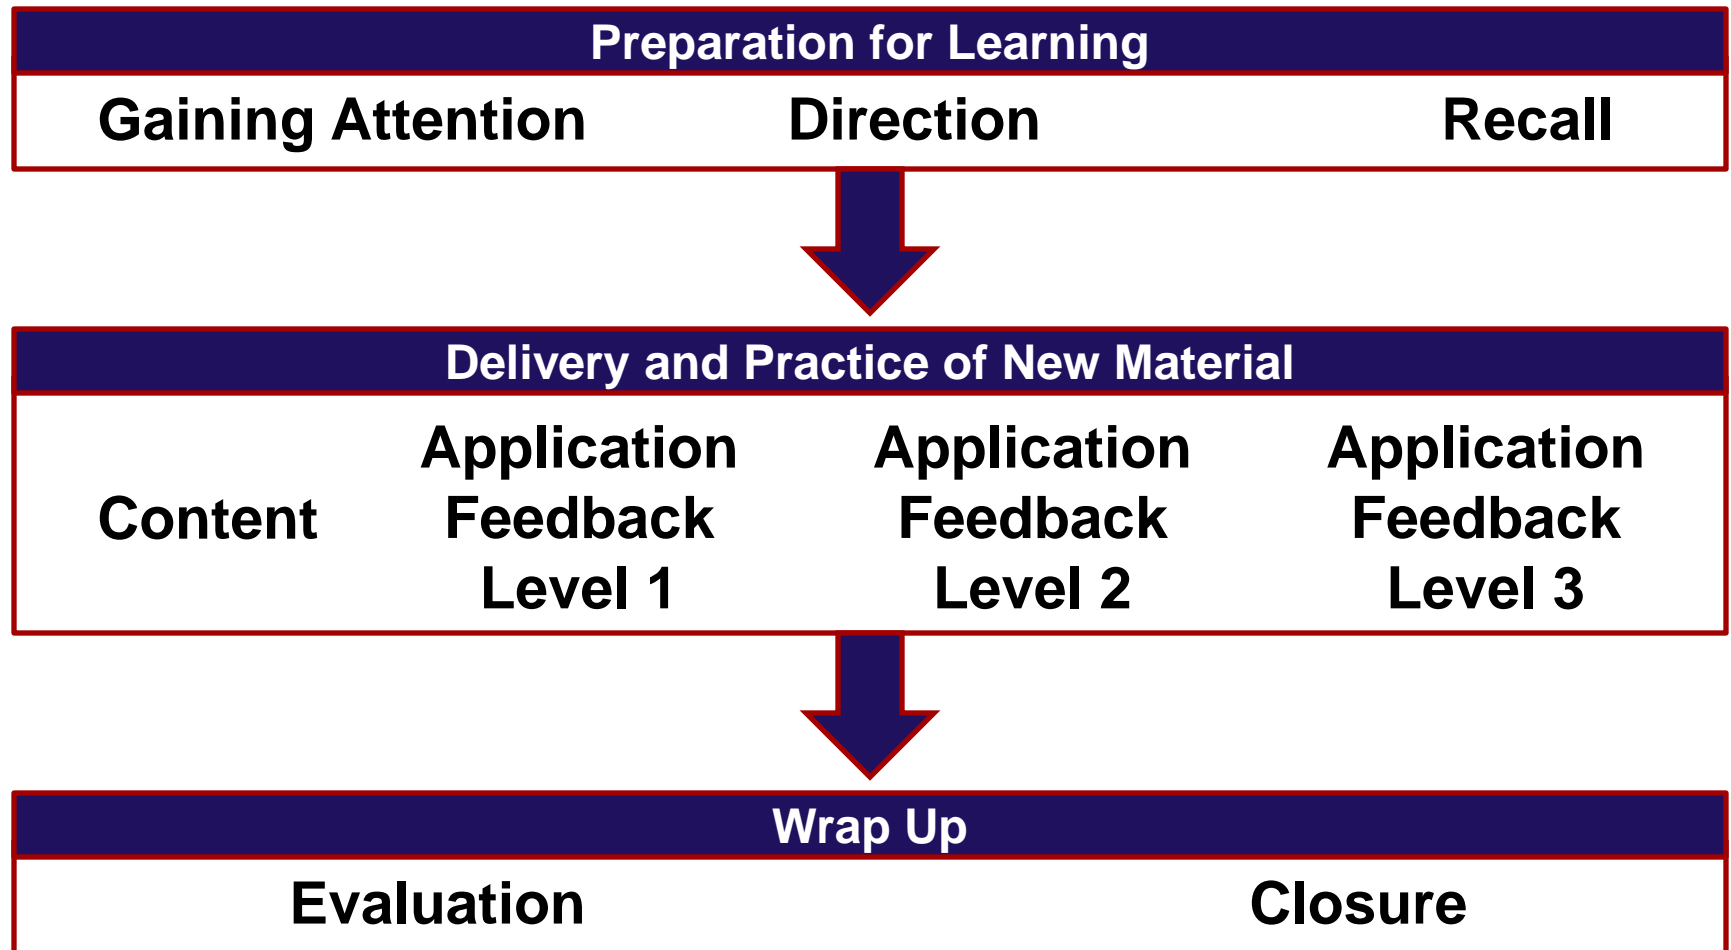 Preparation for Learning
Gaining Attention Direction Recall
Delivery and Practice of New Material
Content
Application
Feedback
Level 1
Application
Feedback
Level 2
Application
Feedback
Level 3
Wrap Up
Evaluation Closure